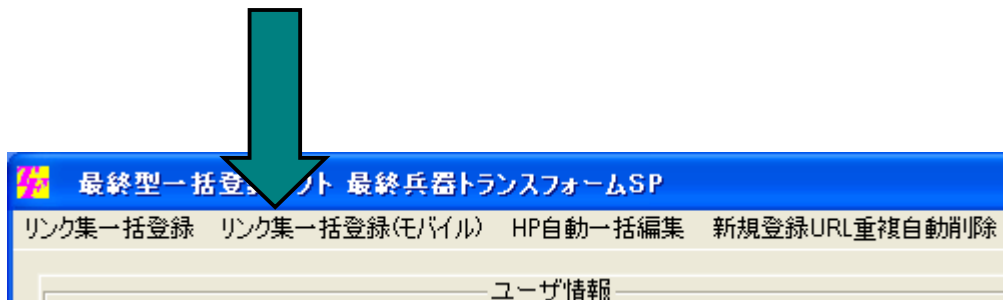 最終型一括登 ト 最終兵器トランスフォームSP
リンク集一括登録 リンク集一括登録(モバイル) HP自動一括編集 新規登録URL重複自動削除
ユーザ情報